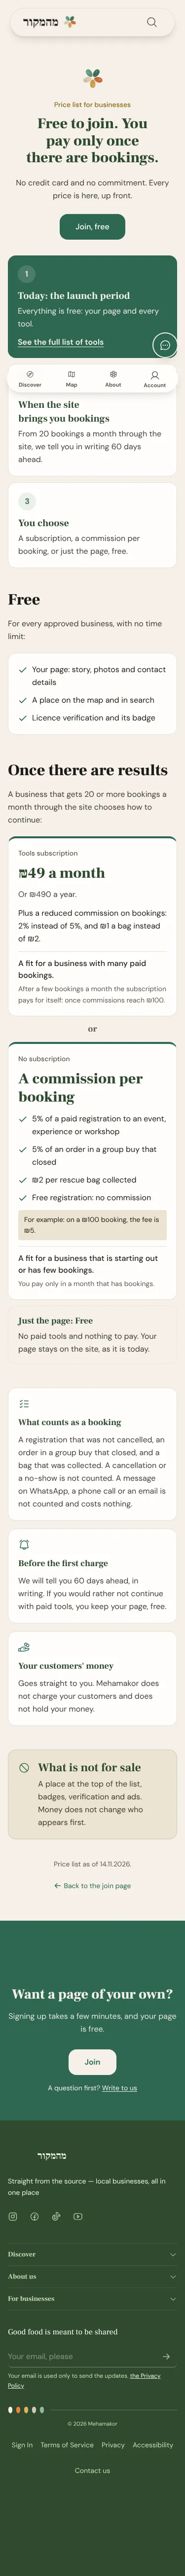 מהמקור
Price list for businesses
Free to join. You
pay only once
there are bookings.
No credit card and no commitment. Every
price is here, up front.
Join, free
1
Today: the launch period
Everything is free: your page and every
tool.
See the full list of tools
Discover
Map
About
Account
When the site
brings you bookings
From 20 bookings a month through the
site, we tell you in writing 60 days
ahead.
3
You choose
A subscription, a commission per
booking, or just the page, free.
Free
For every approved business, with no time
limit:
Your page: story, photos and contact
details
A place on the map and in search
Licence verification and its badge
Once there are results
A business that gets 20 or more bookings a
month through the site chooses how to
continue:
Tools subscription
₪49 a month
Or ₪490 a year.
Plus a reduced commission on bookings:
2% instead of 5%, and ₪1 a bag instead
of ₪2.
A fit for a business with many paid
bookings.
After a few bookings a month the subscription
pays for itself: once commissions reach ₪100.
or
No subscription
A commission per
booking
5% of a paid registration to an event,
experience or workshop
5% of an order in a group buy that
closed
₪2 per rescue bag collected
Free registration: no commission
For example: on a ₪100 booking, the fee is
₪5.
A fit for a business that is starting out
or has few bookings.
You pay only in a month that has bookings.
Just the page: Free
No paid tools and nothing to pay. Your
page stays on the site, as it is today.
What counts as a booking
A registration that was not canceled, an
order in a group buy that closed, and a
bag that was collected. A cancellation or
a no-show is not counted. A message
on WhatsApp, a phone call or an email is
not counted and costs nothing.
Before the first charge
We will tell you 60 days ahead, in
writing. If you would rather not continue
with paid tools, you keep your page, free.
Your customers' money
Goes straight to you. Mehamakor does
not charge your customers and does
not hold your money.
What is not for sale
A place at the top of the list,
badges, verification and ads.
Money does not change who
appears first.
Price list as of 14.11.2026.
← Back to the join page
Want a page of your own?
Signing up takes a few minutes, and your page
is free.
Join
A question first? Write to us
מהמקור
Straight from the source — local businesses, all in
one place
Discover
About us
For businesses
Good food is meant to be shared
Your email, please
Your email is used only to send the updates. the Privacy
Policy
© 2026 Mehamakor
Sign In
Terms of Service
Privacy
Accessibility
Contact us